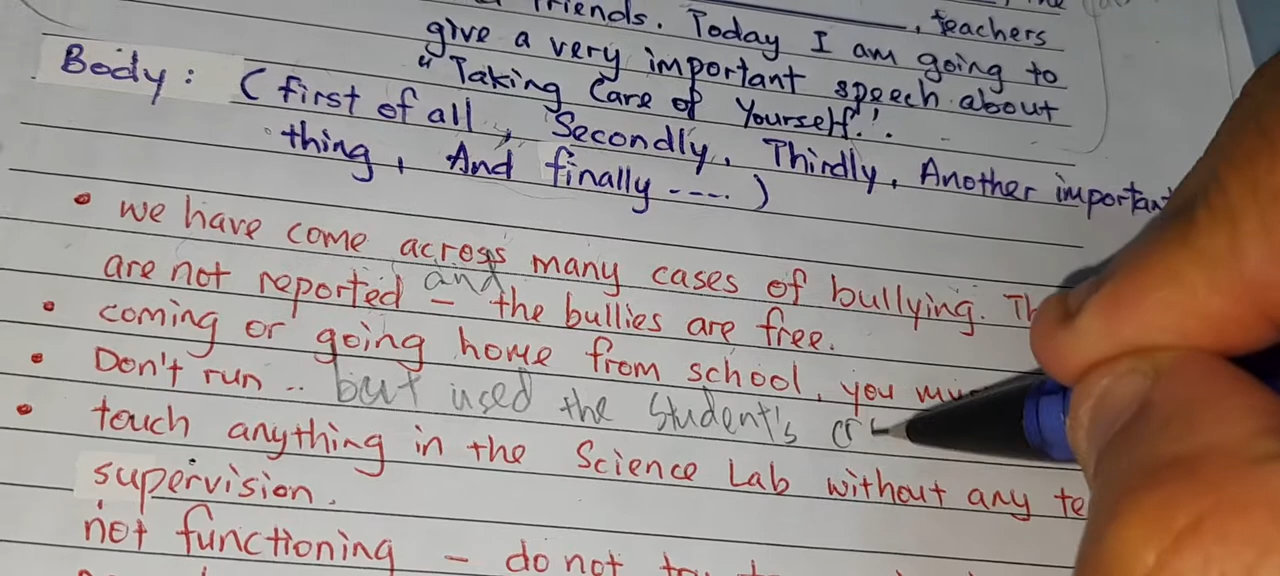 friends. Today I am going to
, teachers
give a very important speech about
"Taking Care of Yourself!".
Body: (first of all, Secondly, Thirdly, Another important
thing, And finally ----)
• we have come across many cases of bullying.
are not reported and – the bullies are free.
• coming or going home from school, you
• Don't run .. but used the student's
• touch anything in the Science Lab without any
supervision.
not functioning – do not